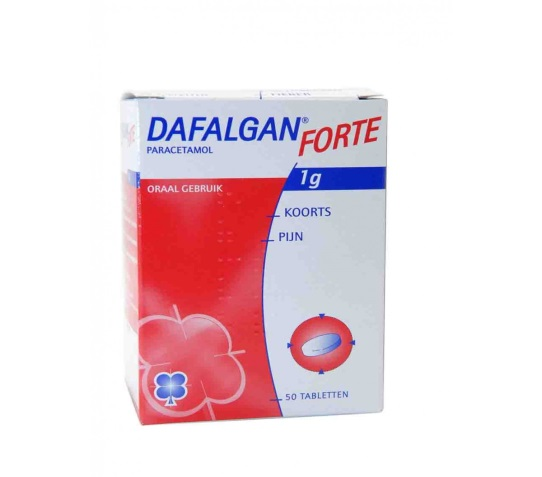 DAFALGAN® FORTE
PARACETAMOL
1g
ORAAL GEBRUIK
KOORTS
PIJN
50 TABLETTEN